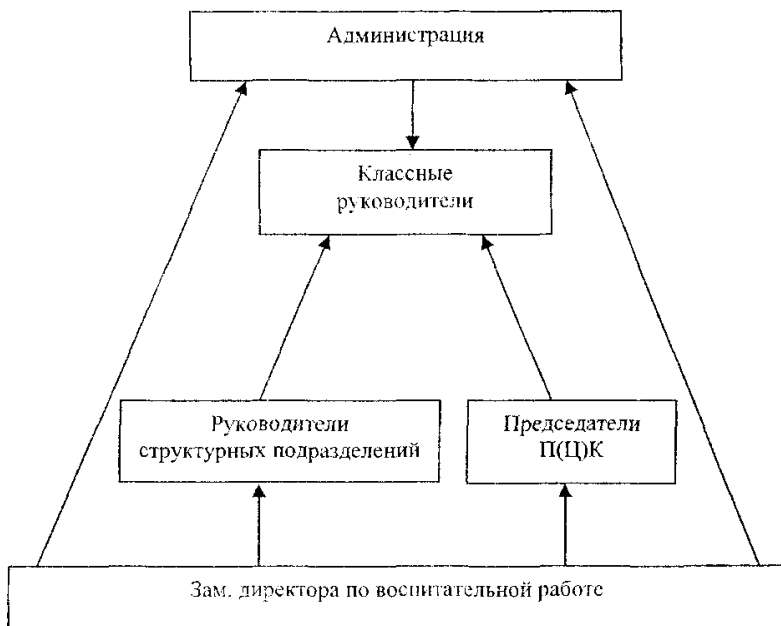 Администрация
Классные
руководители
Руководители
структурных подразделений
Председатели
П(Ц)К
Зам. директора по воспитательной работе